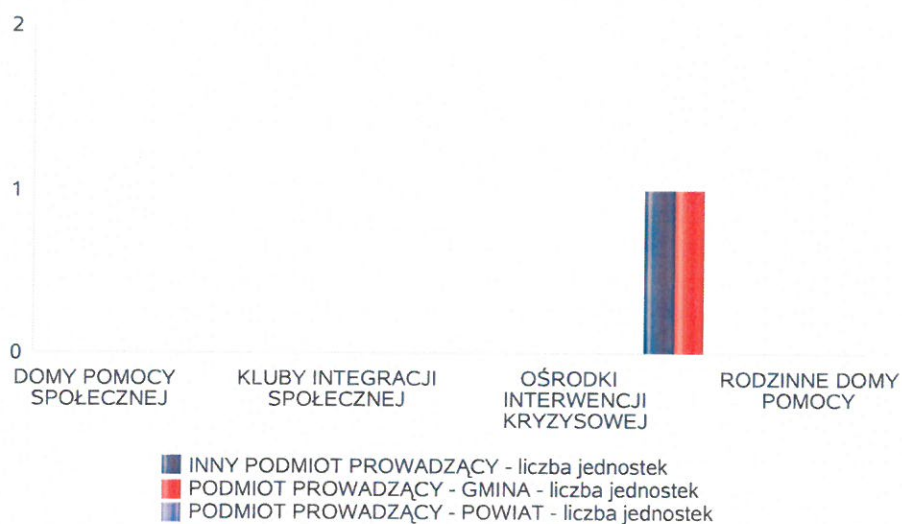 2
1
0
DOMY POMOCY
SPOŁECZNEJ
KLUBY INTEGRACJI
SPOŁECZNEJ
OŚRODKI
INTERWENCJI
KRYZYSOWEJ
RODZINNE DOMY
POMOCY
INNY PODMIOT PROWADZĄCY - liczba jednostek
PODMIOT PROWADZĄCY - GMINA - liczba jednostek
PODMIOT PROWADZĄCY - POWIAT - liczba jednostek